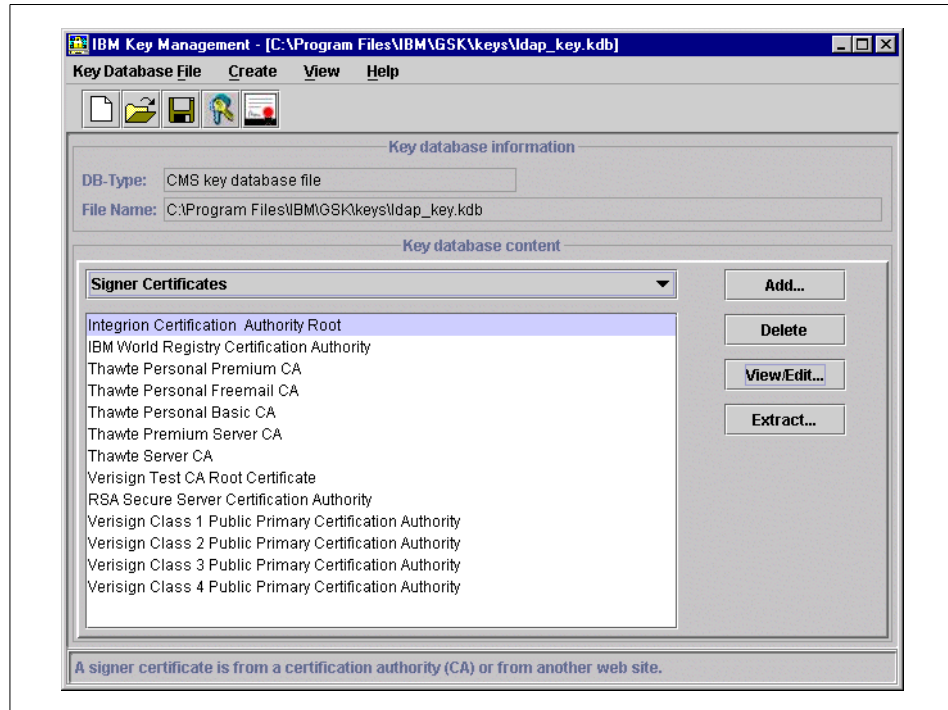 IBM Key Management - [C:\Program Files\IBM\GSK\keys\ldap_key.kdb]
Key Database File Create View Help
Key database information
DB-Type: CMS key database file
File Name: C:\Program Files\IBM\GSK\keys\ldap_key.kdb
Key database content
Signer Certificates
Add...
Integrion Certification Authority Root
Delete
IBM World Registry Certification Authority
Thawte Personal Premium CA
View/Edit...
Thawte Personal Freemail CA
Thawte Personal Basic CA
Extract...
Thawte Premium Server CA
Thawte Server CA
Verisign Test CA Root Certificate
RSA Secure Server Certification Authority
Verisign Class 1 Public Primary Certification Authority
Verisign Class 2 Public Primary Certification Authority
Verisign Class 3 Public Primary Certification Authority
Verisign Class 4 Public Primary Certification Authority
A signer certificate is from a certification authority (CA) or from another web site.